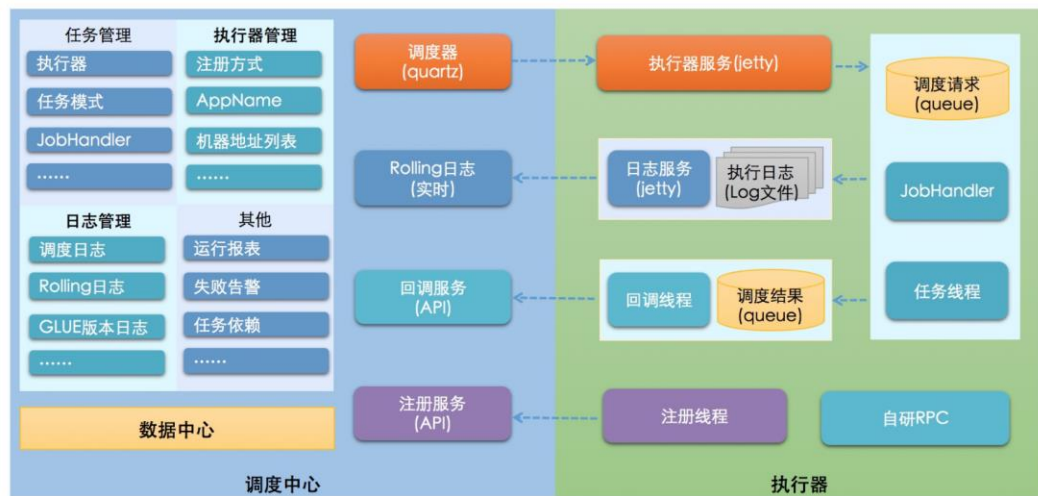 任务管理
执行器
任务模式
JobHandler
……
执行器管理
注册方式
AppName
机器地址列表
……
日志管理
调度日志
Rolling日志
GLUE版本日志
……
其他
运行报表
失败告警
任务依赖
……
数据中心
调度器
(quartz)
Rolling日志
(实时)
回调服务
(API)
注册服务
(API)
调度中心
执行器服务(jetty)
日志服务
(jetty)
执行日志
(Log文件)
回调线程
调度结果
(queue)
注册线程
调度请求
(queue)
JobHandler
任务线程
自研RPC
执行器